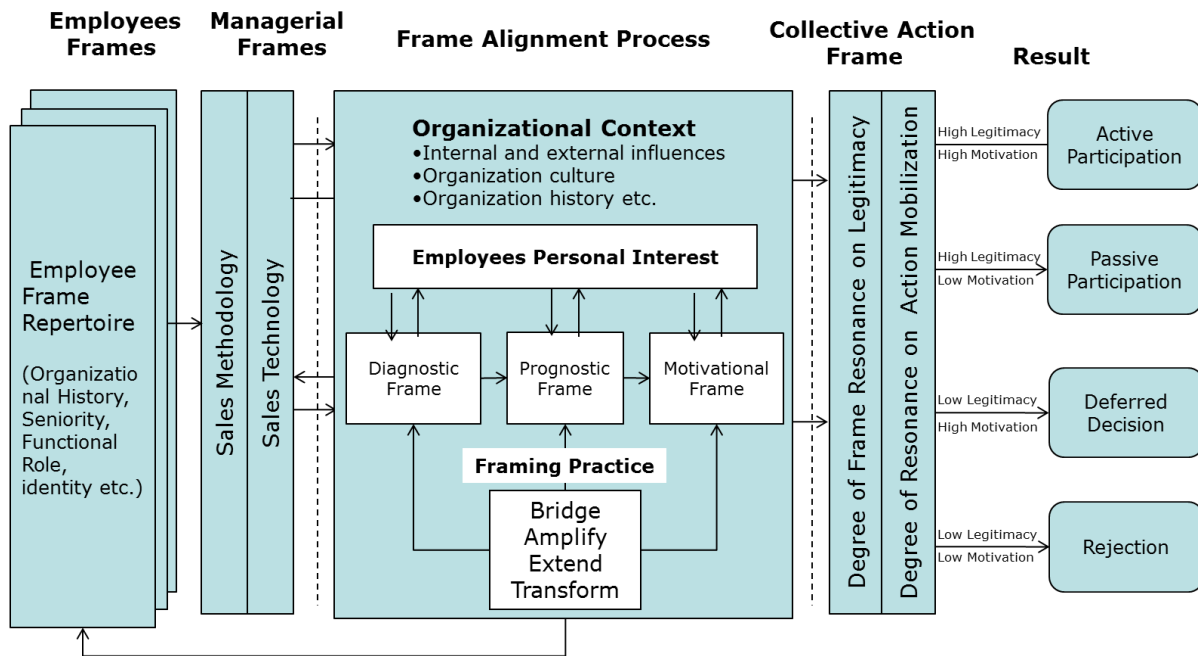 Employees
Frames
Managerial
Frames
Frame Alignment Process
Collective Action
Frame
Result
Employee
Frame
Repertoire
(Organizatio
nal History,
Seniority,
Functional
Role,
identity etc.)
Sales Methodology
Sales Technology
Organizational Context
•Internal and external influences
•Organization culture
•Organization history etc.
Employees Personal Interest
Diagnostic
Frame
Prognostic
Frame
Motivational
Frame
Framing Practice
Bridge
Amplify
Extend
Transform
Degree of Frame Resonance on Legitimacy
Degree of Resonance on Action Mobilization
High Legitimacy
High Motivation
Active
Participation
High Legitimacy
Low Motivation
Passive
Participation
Low Legitimacy
High Motivation
Deferred
Decision
Low Legitimacy
Low Motivation
Rejection